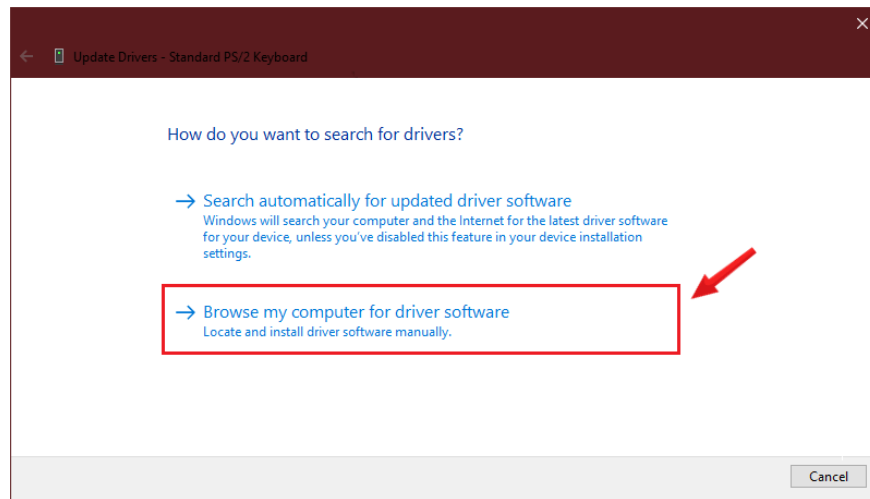 Update Drivers - Standard PS/2 Keyboard
How do you want to search for drivers?
Search automatically for updated driver software
Windows will search your computer and the Internet for the latest driver software
for your device, unless you've disabled this feature in your device installation
settings.
Browse my computer for driver software
Locate and install driver software manually.
Cancel